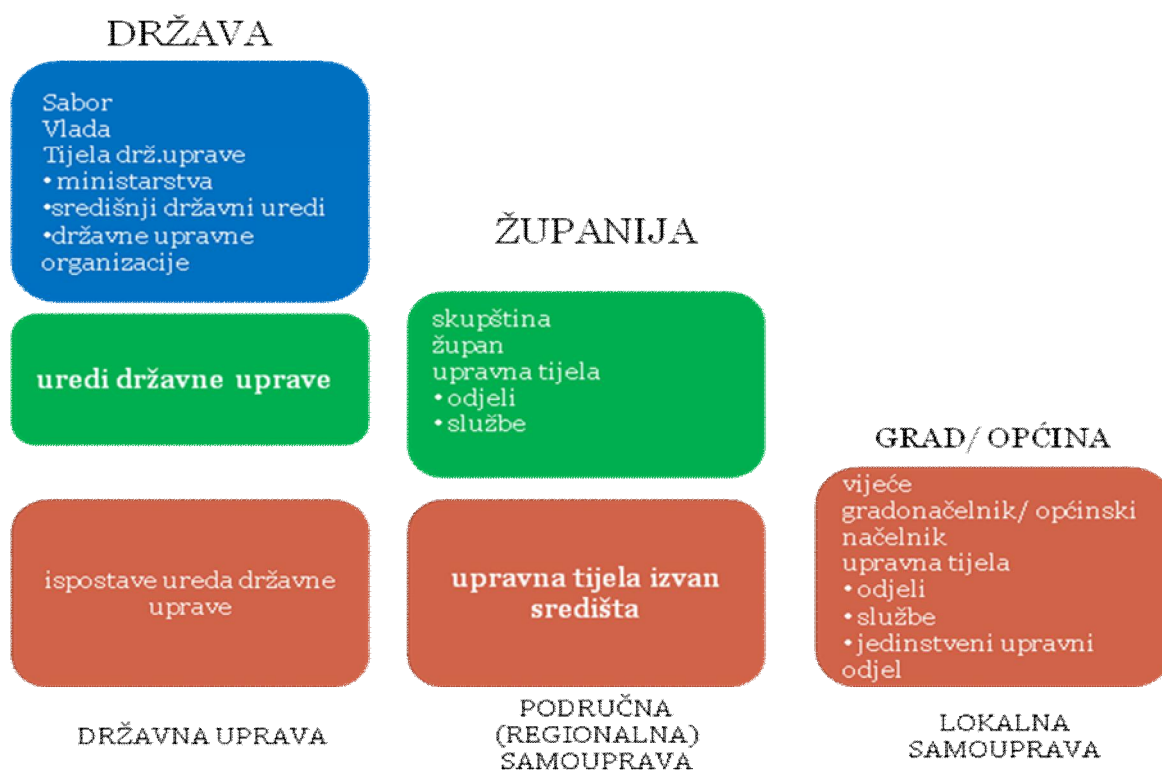 DRŽAVA
Sabor
Vlada
Tijela drž.uprave
•ministarstva
•središnji državni uredi
•državne upravne
organizacije
uredi državne uprave
ispostave ureda državne
uprave
DRŽAVNA UPRAVA
ŽUPANIJA
skupština
župan
upravna tijela
•odjeli
•službe
upravna tijela izvan
središta
PODRUČNA
(REGIONALNA)
SAMOUPRAVA
GRAD/ OPĆINA
vijeće
gradonačelnik/ općinski
načelnik
upravna tijela
•odjeli
•službe
•jedinstveni upravni
odjel
LOKALNA
SAMOUPRAVA